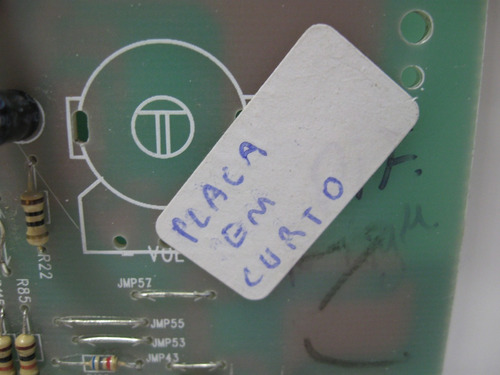 PLACA
EM
CURTO
VOL
R22
R85
JMP57
JMP55
JMP53
JMP43